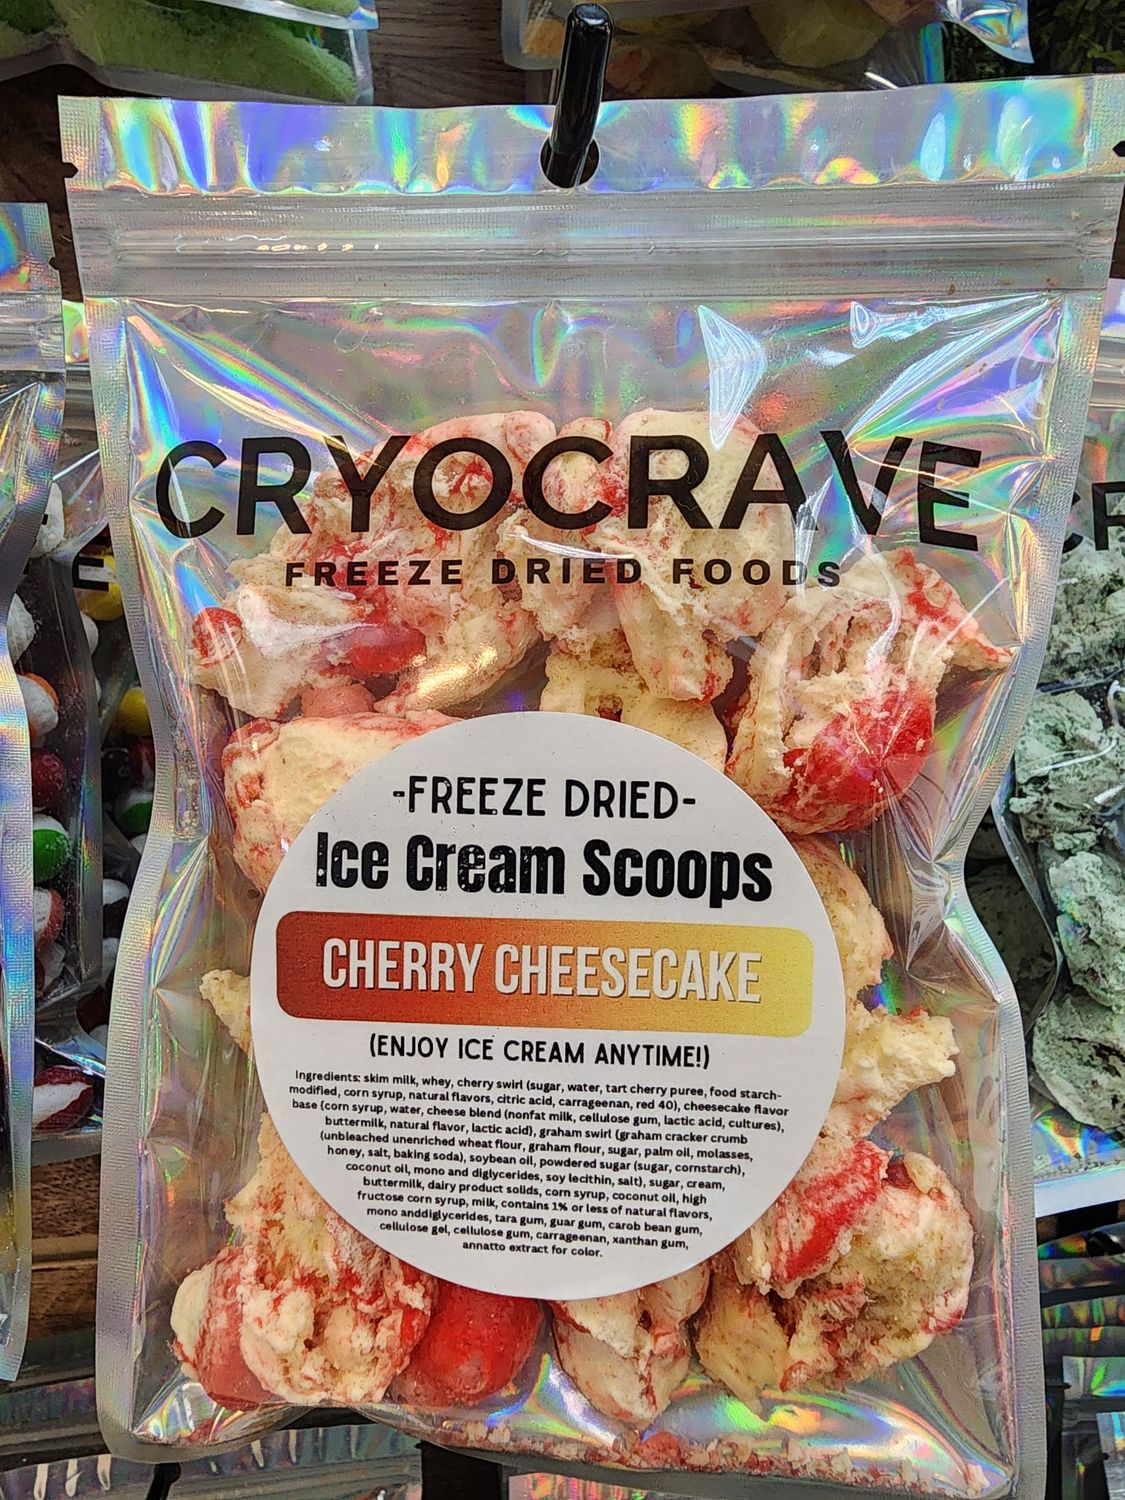 CRYOCRAVE
FREEZE DRIED FOODS
-FREEZE DRIED-
Ice Cream Scoops
CHERRY CHEESECAKE
(ENJOY ICE CREAM ANYTIME!)
Ingredients: skim milk, whey, cherry swirl (sugar, water, tart cherry puree, food starch-
modified, corn syrup, natural flavors, citric acid, carrageenan, red 40), cheesecake flavor
base (corn syrup, water, cheese blend (nonfat milk, cellulose gum, lactic acid, cultures),
buttermilk, natural flavor, lactic acid), graham swirl (graham cracker crumb
(unbleached unenriched wheat flour, graham flour, sugar, palm oil, molasses,
honey, salt, baking soda), soybean oil, powdered sugar (sugar, cornstarch),
coconut oil, mono and diglycerides, soy lecithin, salt), sugar, cream,
buttermilk, dairy product solids, corn syrup, coconut oil, high
fructose corn syrup, milk, contains 1% or less of natural flavors,
mono anddiglycerides, tara gum, guar gum, carob bean gum,
cellulose gel, cellulose gum, carrageenan, xanthan gum,
annatto extract for color.